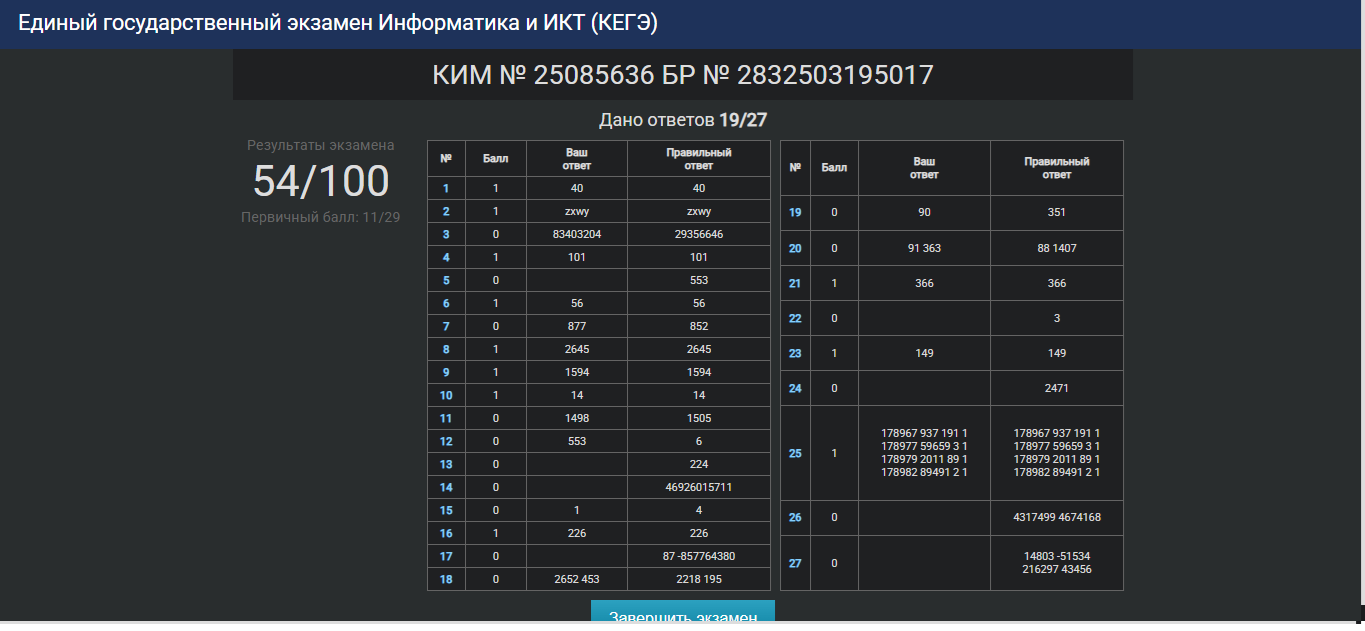 Единый государственный экзамен Информатика и ИКТ (КЕГЭ)
КИМ № 25085636 БР № 2832503195017
Дано ответов 19/27
Результаты экзамена
54/100
Первичный балл: 11/29
№ Балл Ваш ответ Правильный ответ
1 1 40 40
2 1 zxwy zxwy
3 0 83403204 29356646
4 1 101 101
5 0 553
6 1 56 56
7 0 877 852
8 1 2645 2645
9 1 1594 1594
10 1 14 14
11 0 1498 1505
12 0 553 6
13 0 224
14 0 46926015711
15 0 1 4
16 1 226 226
17 0 87 -857764380
18 0 2652 453 2218 195
№ Балл Ваш ответ Правильный ответ
19 0 90 351
20 0 91 363 88 1407
21 1 366 366
22 0 3
23 1 149 149
24 0 2471
25 1
178967 937 191 1 178967 937 191 1
178977 59659 3 1 178977 59659 3 1
178979 2011 89 1 178979 2011 89 1
178982 89491 2 1 178982 89491 2 1
26 0 4317499 4674168
27 0 14803 -51534
216297 43456
Завершить экзамен